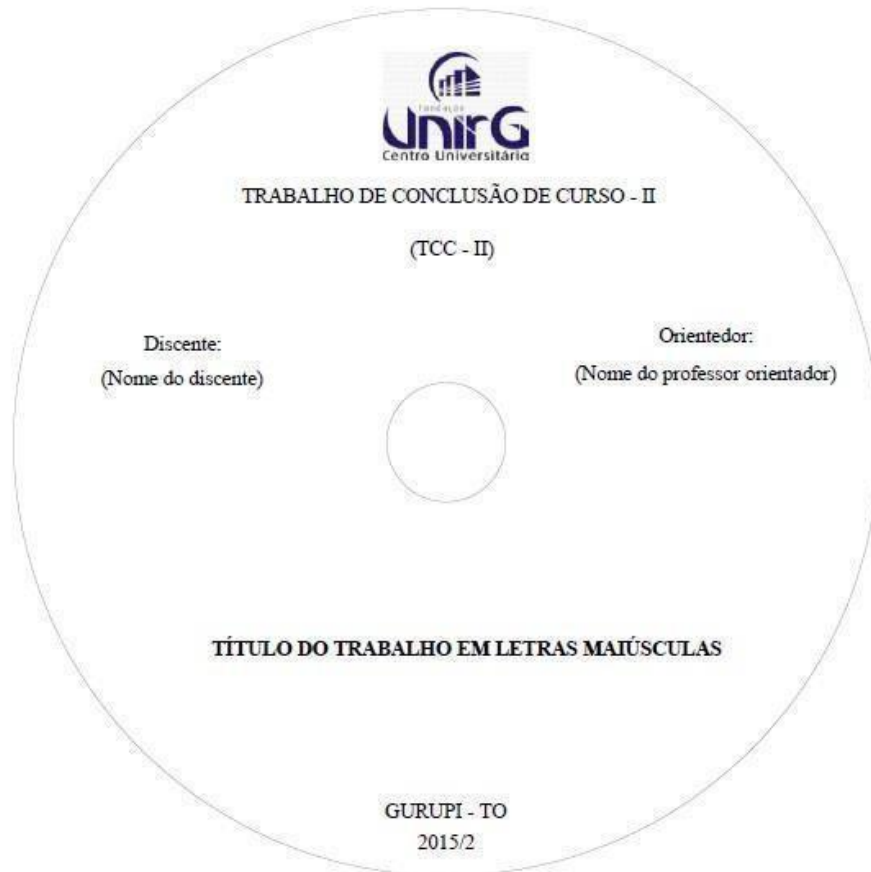 Fundação
UnirG
Centro Universitário
TRABALHO DE CONCLUSÃO DE CURSO - II
(TCC - II)
Discente:
(Nome do discente)
Orientedor:
(Nome do professor orientador)
TÍTULO DO TRABALHO EM LETRAS MAIÚSCULAS
GURUPI - TO
2015/2